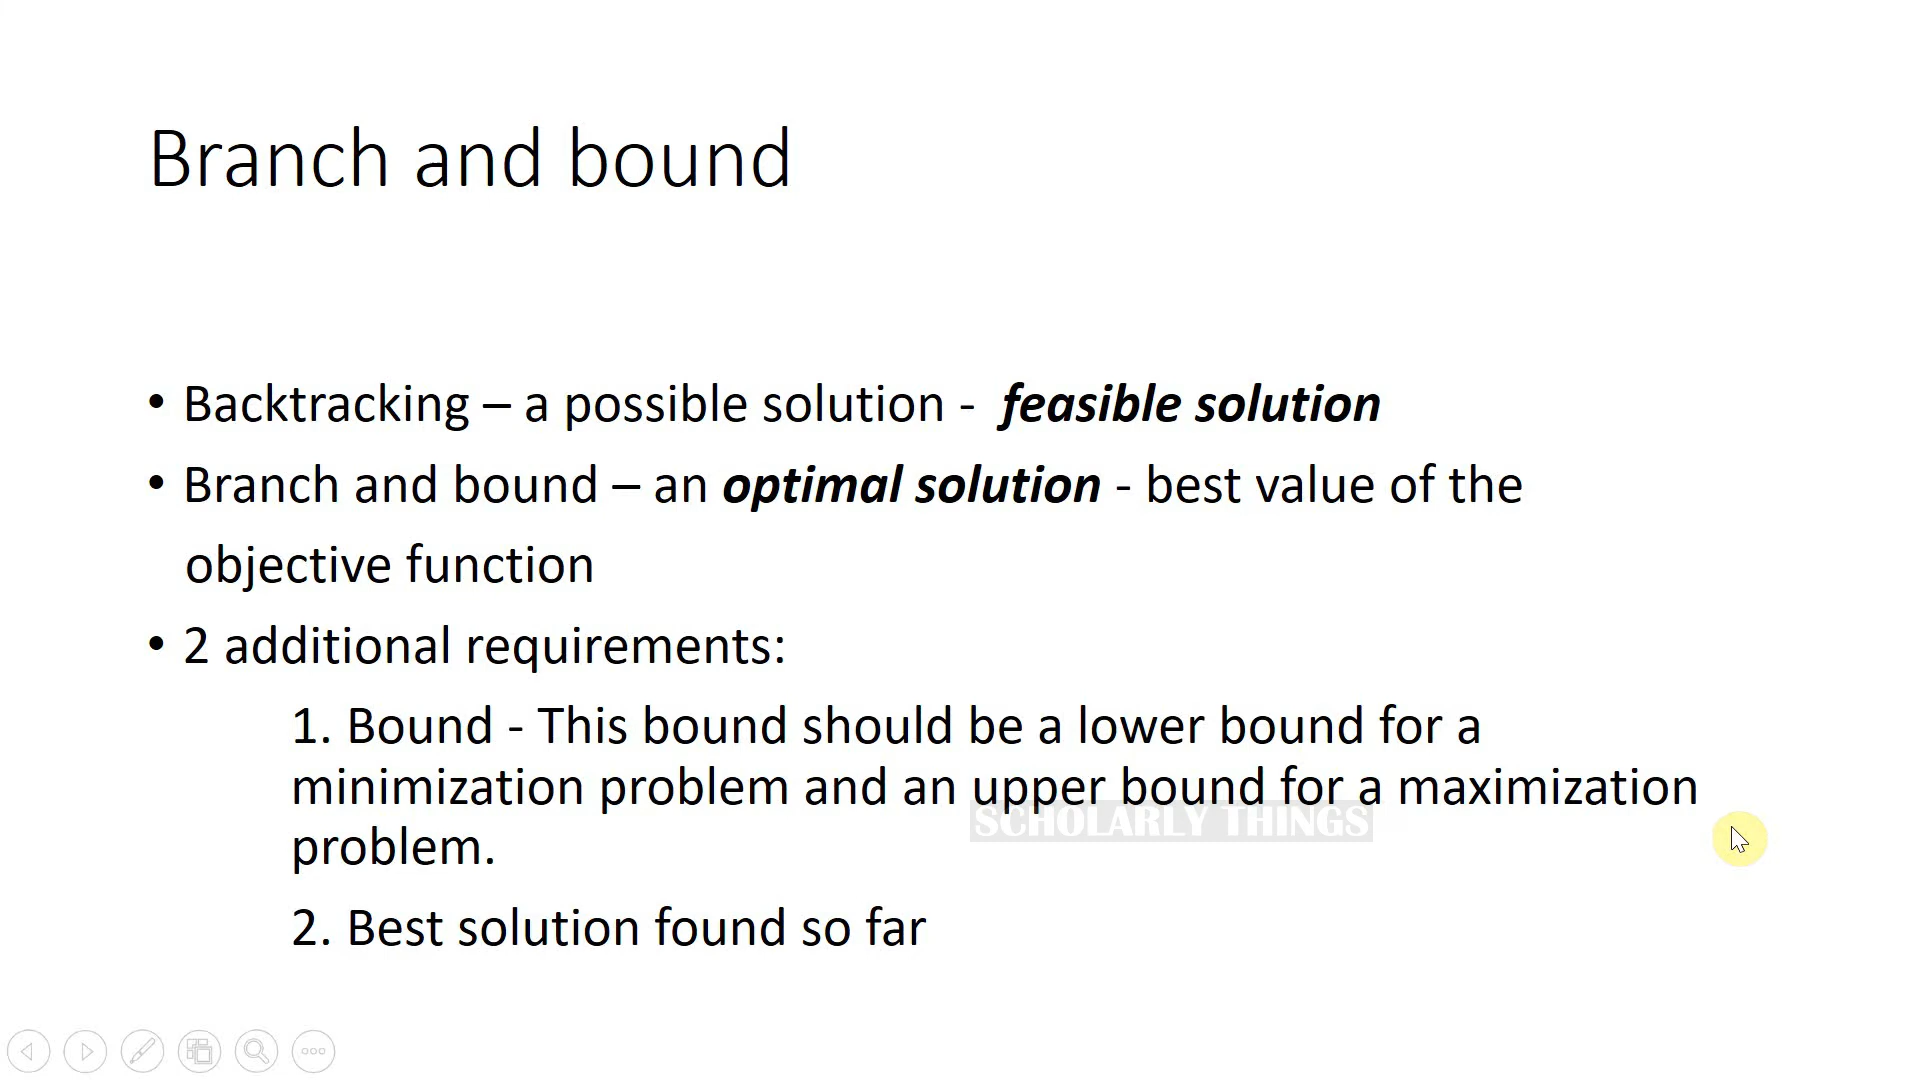 Branch and bound
• Backtracking – a possible solution - feasible solution
• Branch and bound – an optimal solution - best value of the
objective function
• 2 additional requirements:
1. Bound - This bound should be a lower bound for a
minimization problem and an upper bound for a maximization
problem.
SCHOLARLY THINGS
2. Best solution found so far